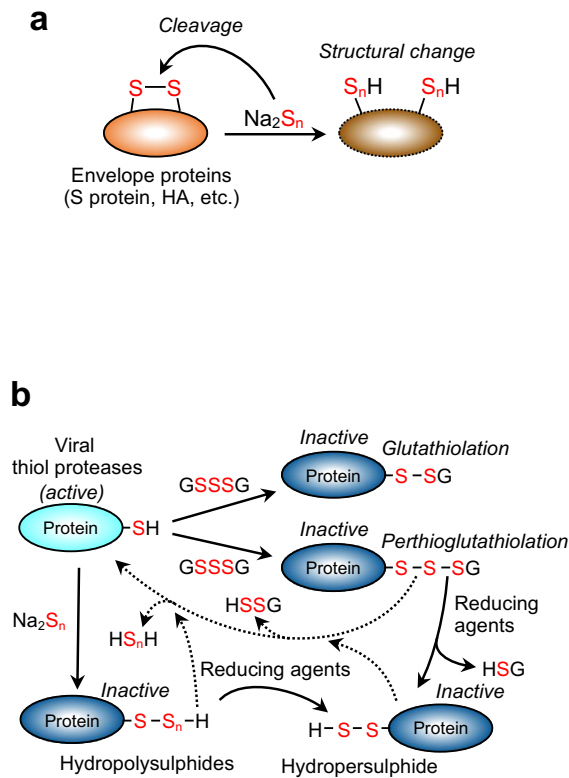 a
Cleavage
Structural change
S—S
SnH
SnH
Na2Sn
Envelope proteins
(S protein, HA, etc.)
b
Viral
thiol proteases
(active)
Inactive
Glutathiolation
GSSSG
Protein
S
SG
Protein
SH
Inactive
Perthioglutathiolation
GSSSG
Protein
S
S
SG
HSSG
Reducing
agents
Na2Sn
HSnH
HSG
Reducing agents
Inactive
Inactive
Protein
S
Sn
H
H
S
S
Protein
Hydropolysulphides
Hydropersulphide